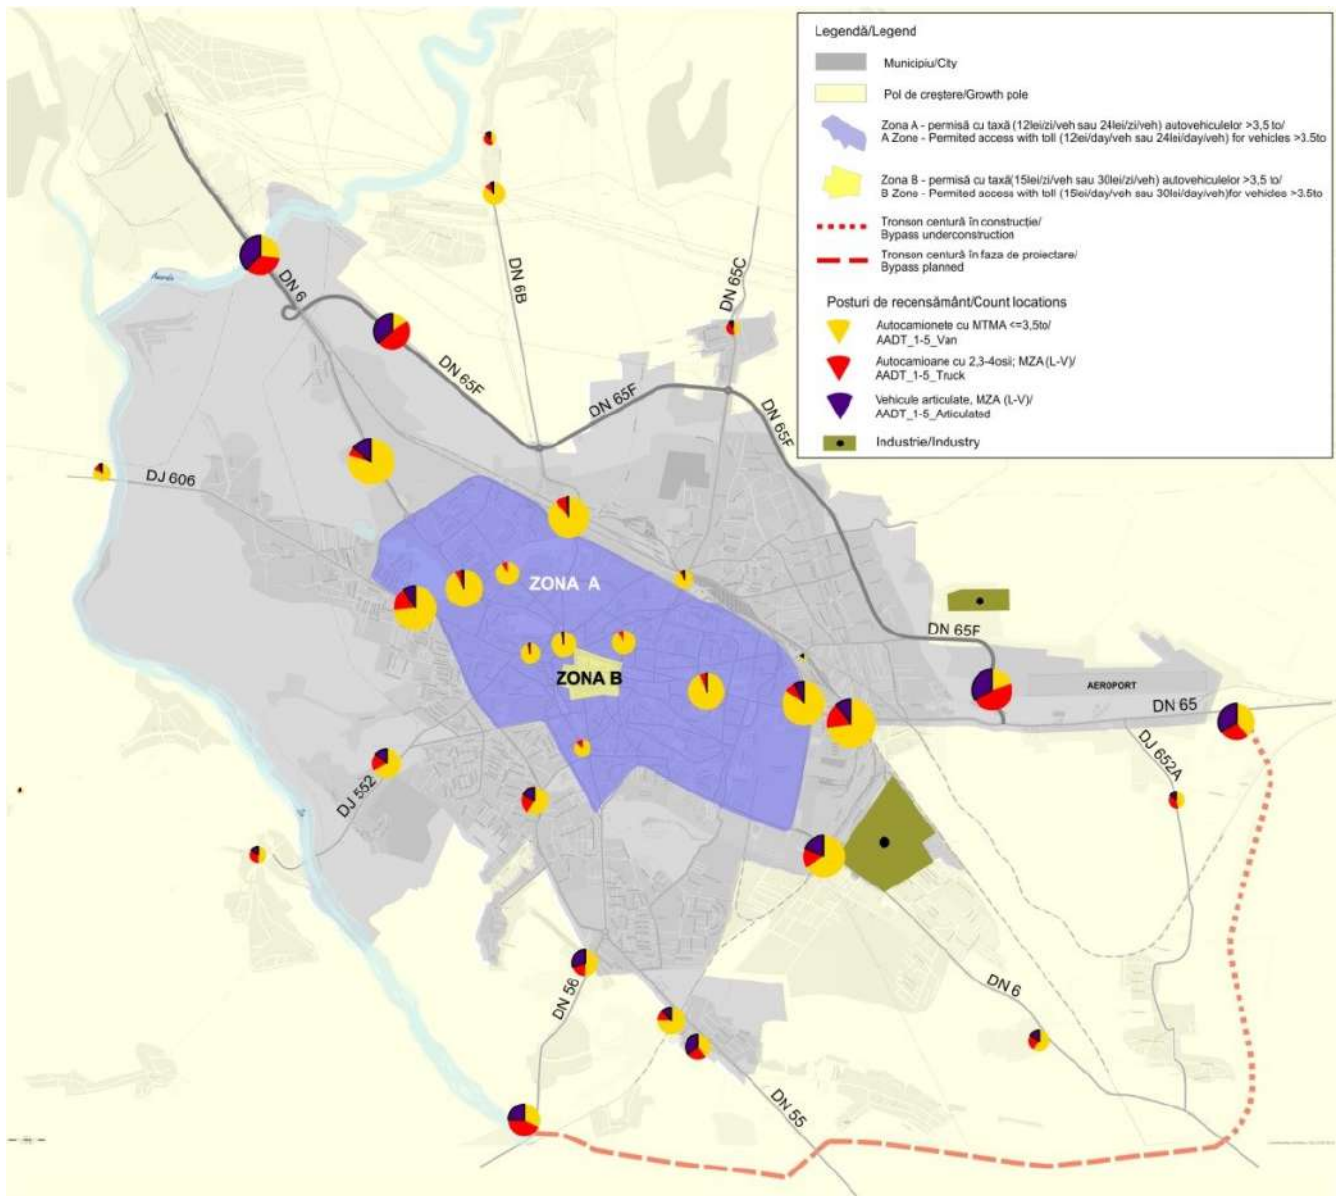 Legendă/Legend
Municipiu/City
Pol de creștere/Growth pole
Zona A - permisă cu taxă (12lei/zi/veh sau 24lei/zi/veh) autovehiculelor >3,5 to/
A Zone - Permited access with toll (12lei/day/veh sau 24lei/day/veh) for vehicles >3.5to
Zona B - permisă cu taxă(15lei/zi/veh sau 30lei/zi/veh) autovehiculelor >3,5 to/
B Zone - Permited access with toll (15lei/day/veh sau 30lei/day/veh)for vehicles >3.5to
Tronson centură în construcție/
Bypass underconstruction
Tronson centură în faza de proiectare/
Bypass planned
Posturi de recensământ/Count locations
Autocamionete cu MTMA <=3,5to/
AADT_1-5_Van
Autocamioane cu 2,3-4osii; MZA (L-V)/
AADT_1-5_Truck
Vehicule articulate, MZA (L-V)/
AADT_1-5_Articulated
Industrie/Industry
DN 6
DN 6B
DN 65C
DN 65F
DN 65F
DN 65F
DJ 606
ZONA A
DN 65F
ZONA B
AEROPORT
DN 65
DJ 652A
DJ 552
DN 56
DN 6
DN 55